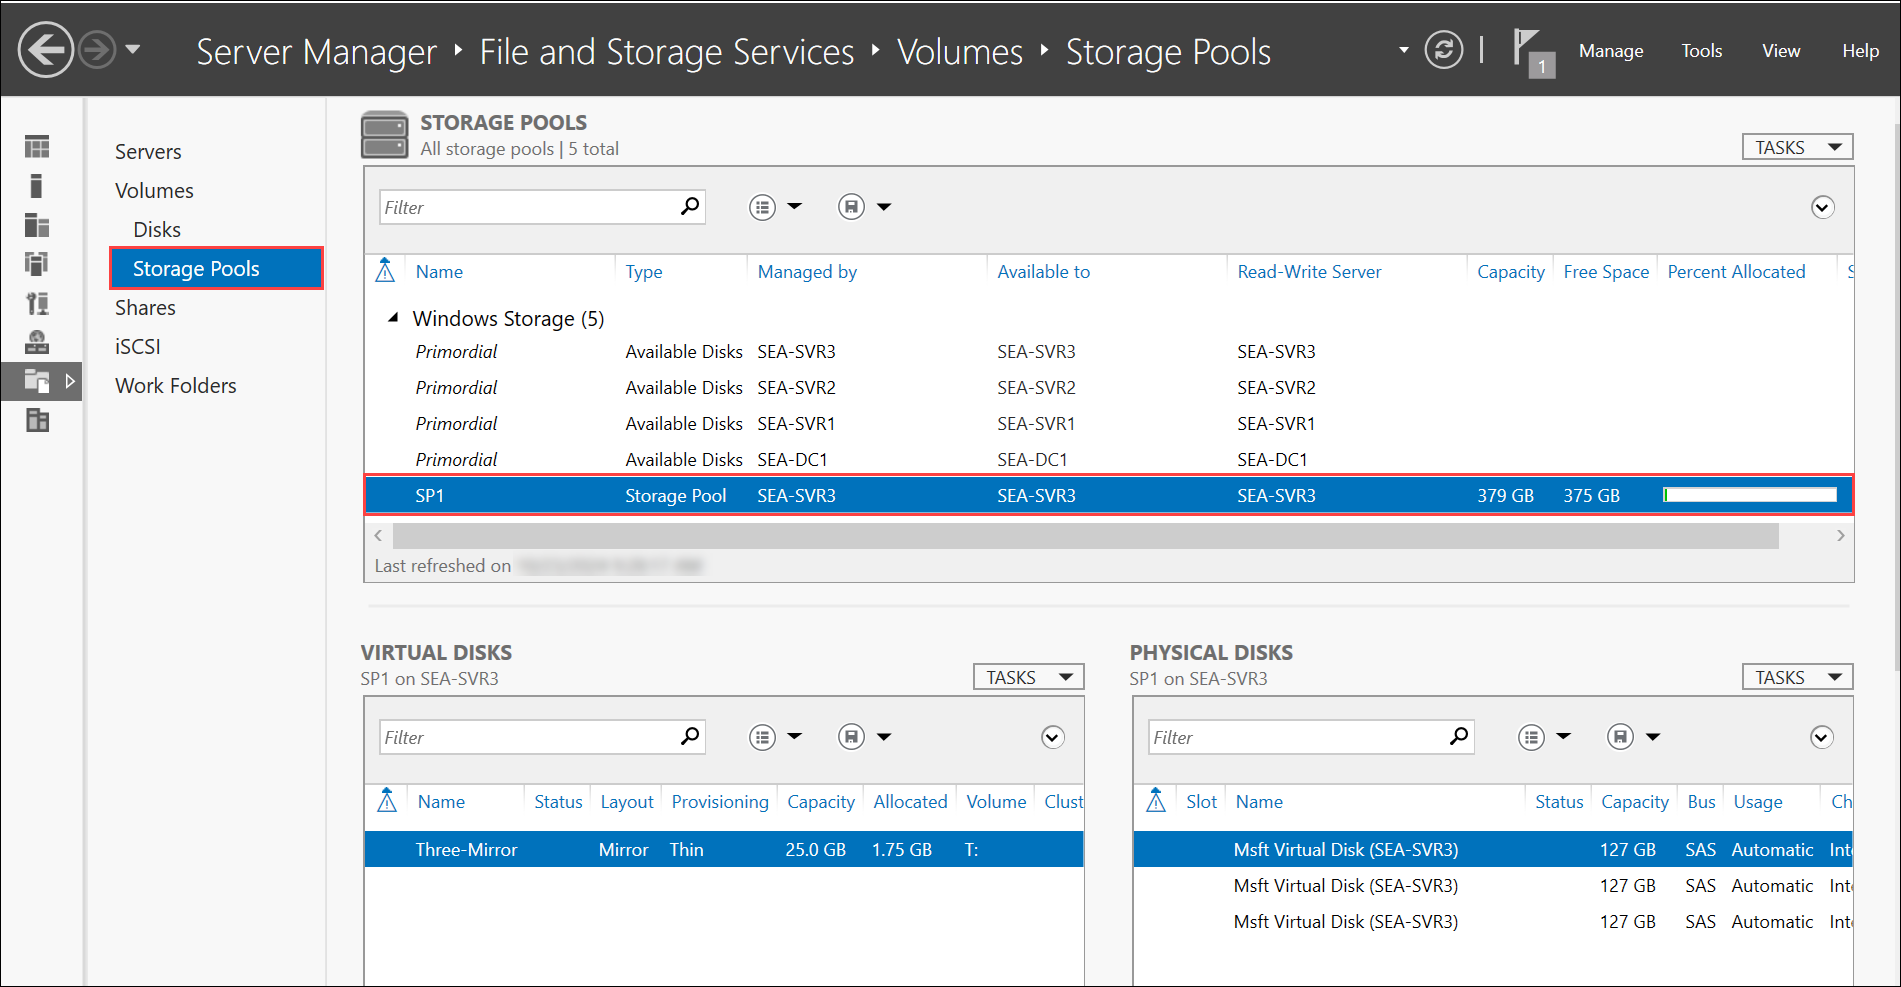 Server Manager ‣ File and Storage Services ‣ Volumes ‣ Storage Pools
1
Manage Tools View Help
Servers
Volumes
Disks
Storage Pools
Shares
iSCSI
Work Folders
STORAGE POOLS
All storage pools | 5 total
TASKS
Filter
Name Type Managed by Available to Read-Write Server Capacity Free Space Percent Allocated S
Windows Storage (5)
Primordial Available Disks SEA-SVR3 SEA-SVR3 SEA-SVR3
Primordial Available Disks SEA-SVR2 SEA-SVR2 SEA-SVR2
Primordial Available Disks SEA-SVR1 SEA-SVR1 SEA-SVR1
Primordial Available Disks SEA-DC1 SEA-DC1 SEA-DC1
SP1 Storage Pool SEA-SVR3 SEA-SVR3 SEA-SVR3 379 GB 375 GB
Last refreshed on
VIRTUAL DISKS
SP1 on SEA-SVR3
TASKS
Filter
Name Status Layout Provisioning Capacity Allocated Volume Clust
Three-Mirror Mirror Thin 25.0 GB 1.75 GB T:
PHYSICAL DISKS
SP1 on SEA-SVR3
TASKS
Filter
Slot Name Status Capacity Bus Usage Ch
Msft Virtual Disk (SEA-SVR3) 127 GB SAS Automatic Int
Msft Virtual Disk (SEA-SVR3) 127 GB SAS Automatic Int
Msft Virtual Disk (SEA-SVR3) 127 GB SAS Automatic Int